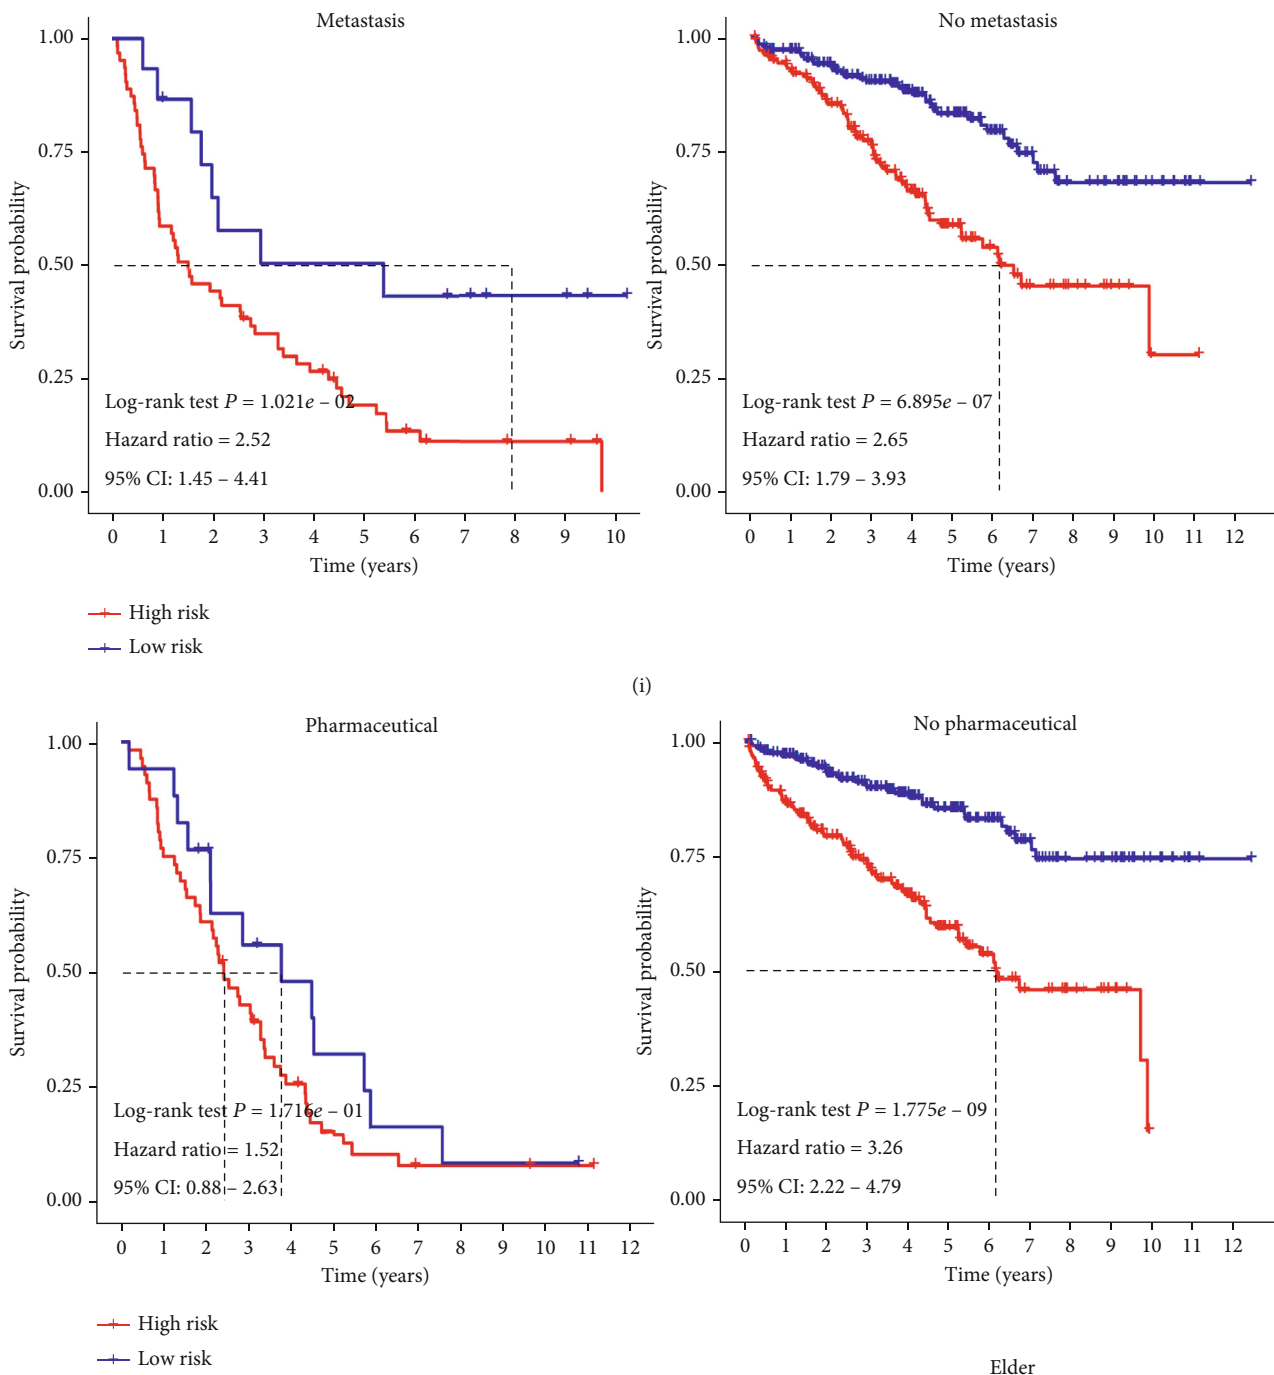 Metastasis
Survival probability
1.00
0.75
0.50
0.25
0.00
Log-rank test P = 1.021e – 02
Hazard ratio = 2.52
95% CI: 1.45 – 4.41
0 1 2 3 4 5 6 7 8 9 10
Time (years)
No metastasis
Survival probability
1.00
0.75
0.50
0.25
0.00
Log-rank test P = 6.895e – 07
Hazard ratio = 2.65
95% CI: 1.79 – 3.93
0 1 2 3 4 5 6 7 8 9 10 11 12
Time (years)
High risk
Low risk
(i)
Pharmaceutical
Survival probability
1.00
0.75
0.50
0.25
0.00
Log-rank test P = 1.716e – 01
Hazard ratio = 1.52
95% CI: 0.88 – 2.63
0 1 2 3 4 5 6 7 8 9 10 11 12
Time (years)
No pharmaceutical
Survival probability
1.00
0.75
0.50
0.25
0.00
Log-rank test P = 1.775e – 09
Hazard ratio = 3.26
95% CI: 2.22 – 4.79
0 1 2 3 4 5 6 7 8 9 10 11 12
Time (years)
High risk
Low risk
Elder